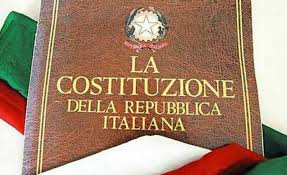 LA
COSTITUZIONE
DELLA REPUBBLICA
ITALIANA